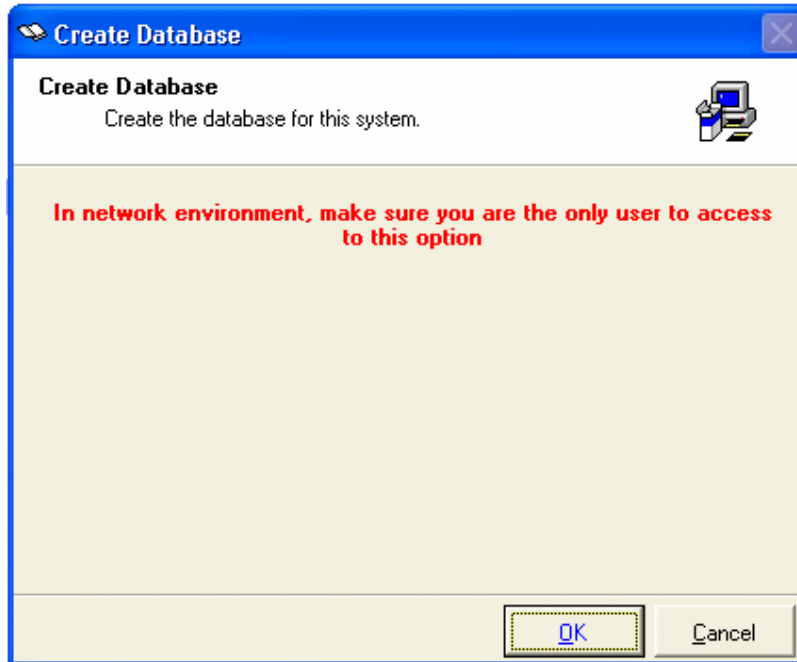 Create Database
Create Database
Create the database for this system.
In network environment, make sure you are the only user to access
to this option
OK
Cancel